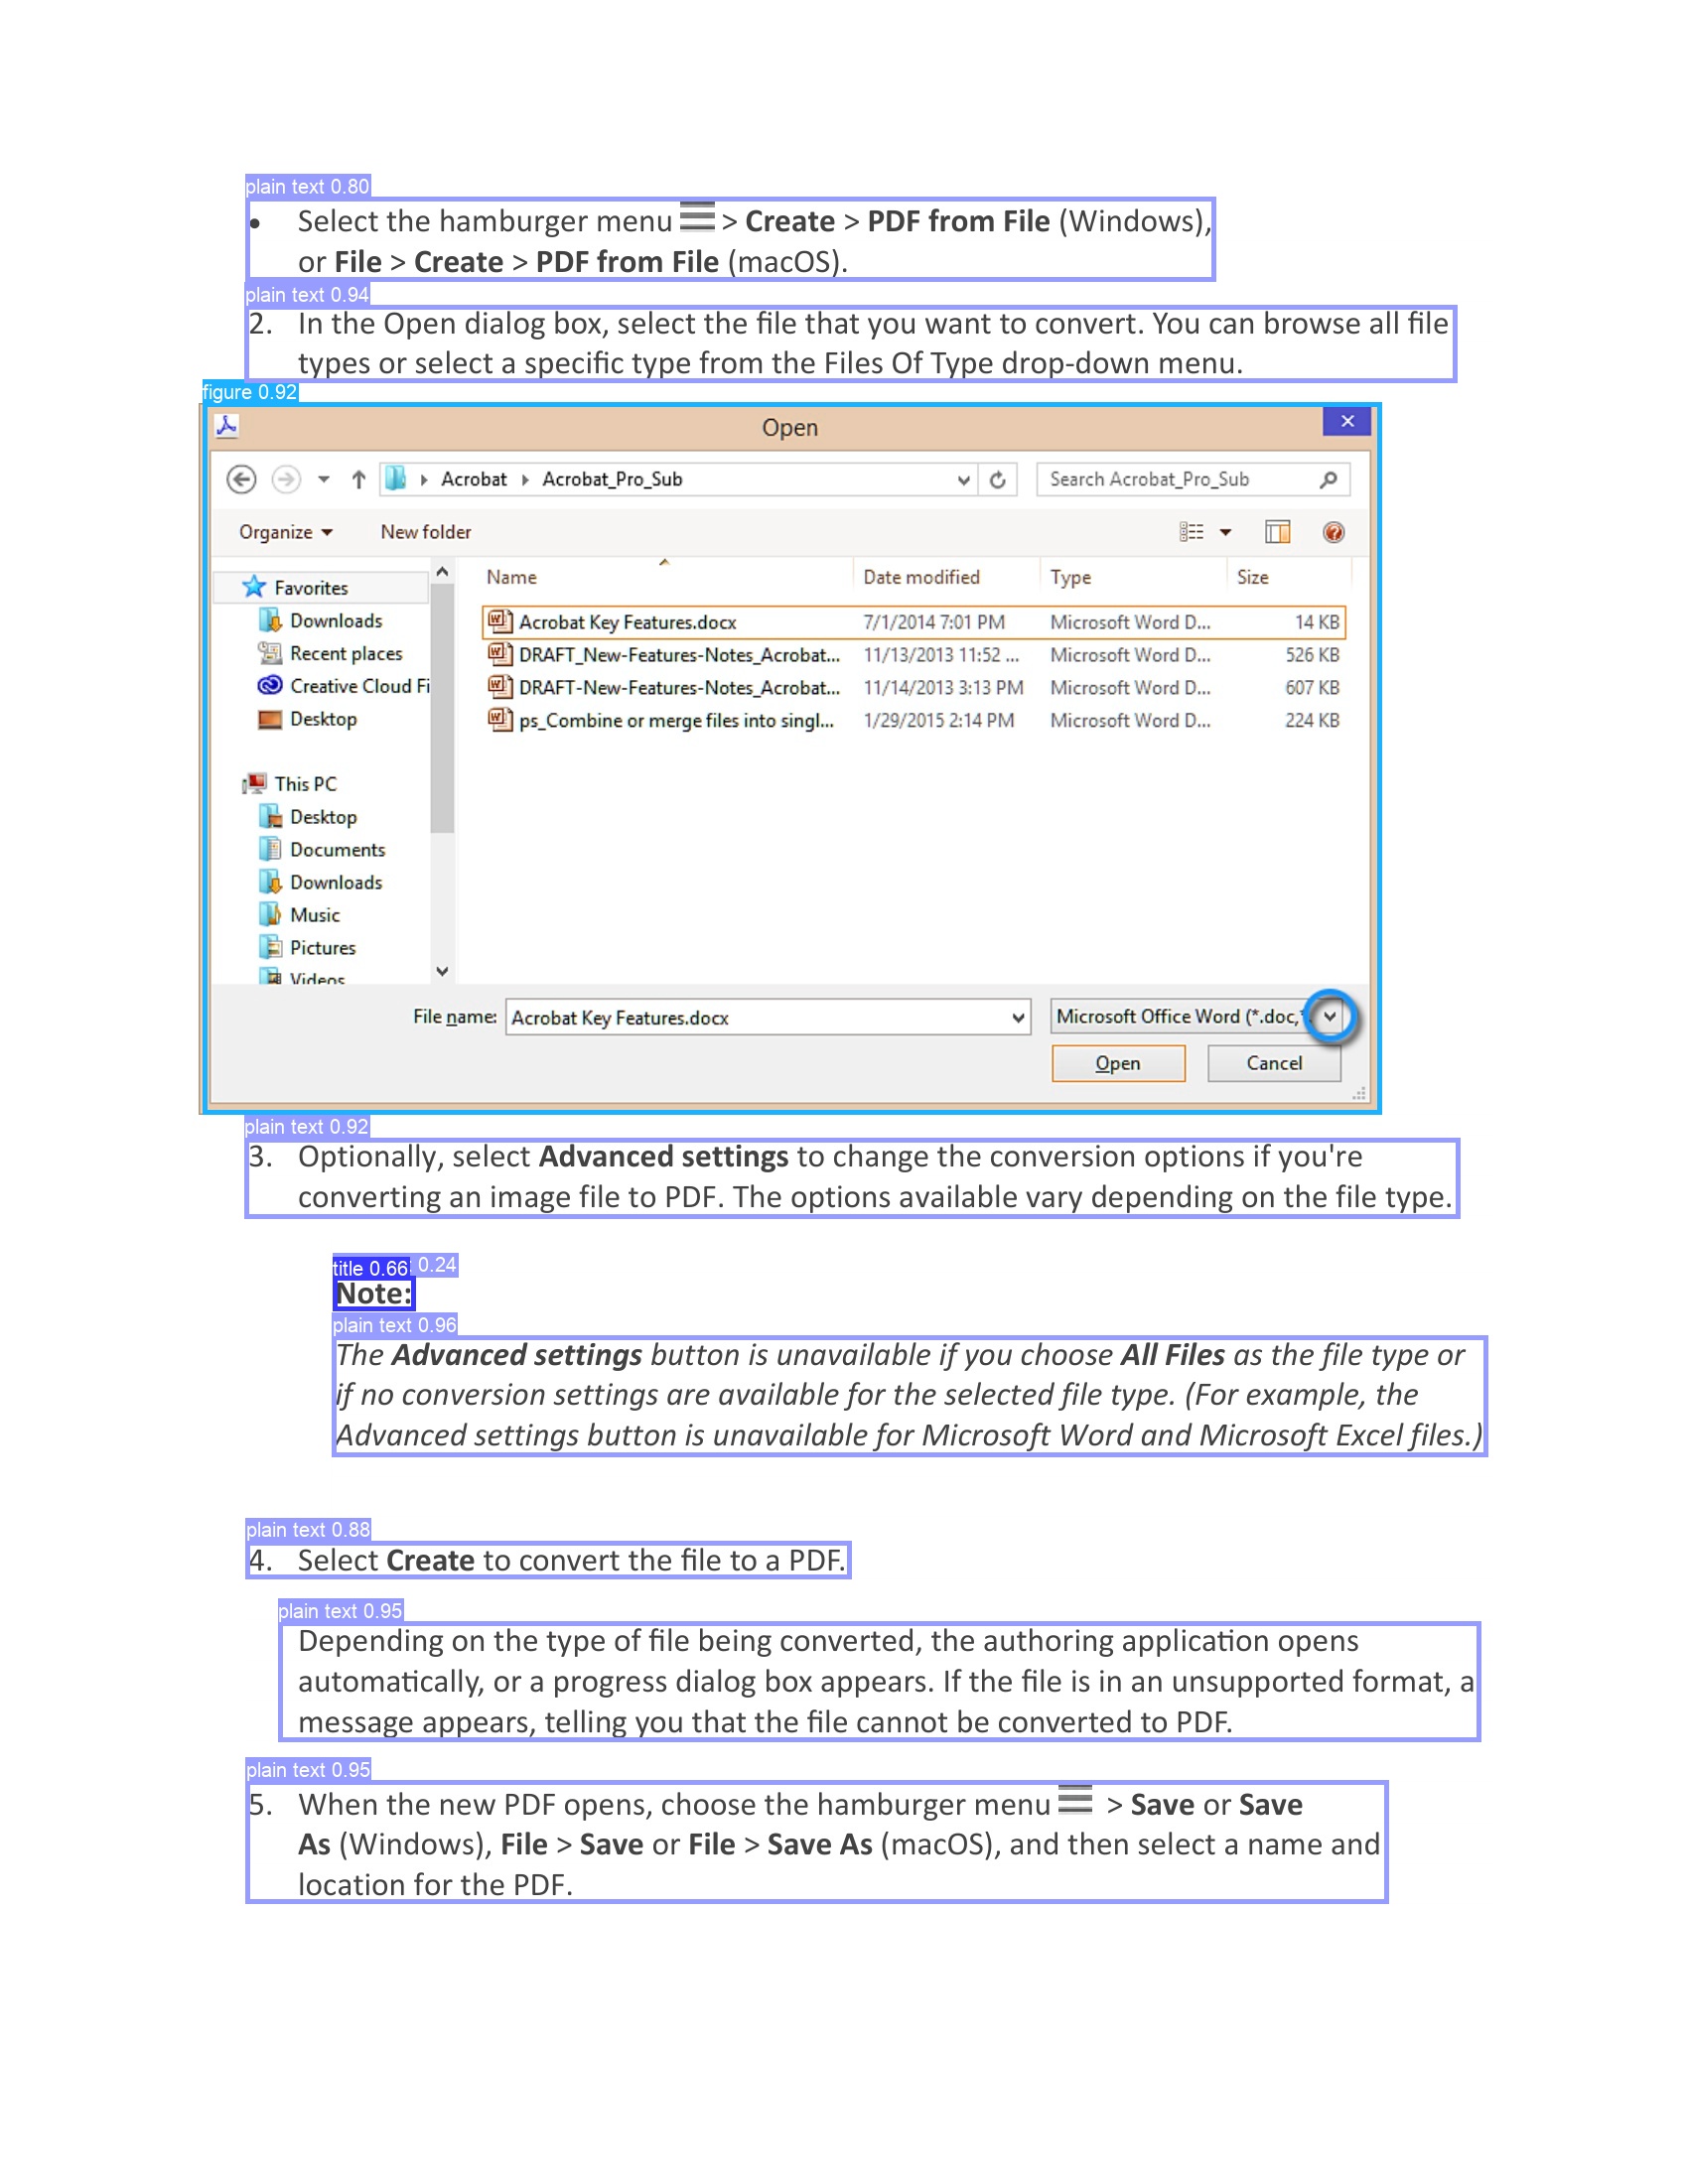 plain text 0.80
• Select the hamburger menu > Create > PDF from File (Windows),
or File > Create > PDF from File (macOS).
plain text 0.94
2. In the Open dialog box, select the file that you want to convert. You can browse all file
types or select a specific type from the Files Of Type drop-down menu.
figure 0.92
Open
Acrobat Acrobat_Pro_Sub
Search Acrobat_Pro_Sub
Organize New folder
Name Date modified Type Size
Favorites
Downloads
Recent places
Creative Cloud Fi
Desktop
This PC
Desktop
Documents
Downloads
Music
Pictures
Videos
Acrobat Key Features.docx 7/1/2014 7:01 PM Microsoft Word D... 14 KB
DRAFT_New-Features-Notes_Acrobat... 11/13/2013 11:52 ... Microsoft Word D... 526 KB
DRAFT-New-Features-Notes_Acrobat... 11/14/2013 3:13 PM Microsoft Word D... 607 KB
ps_Combine or merge files into singl... 1/29/2015 2:14 PM Microsoft Word D... 224 KB
File name: Acrobat Key Features.docx Microsoft Office Word (*.doc,*
Open Cancel
plain text 0.92
3. Optionally, select Advanced settings to change the conversion options if you're
converting an image file to PDF. The options available vary depending on the file type.
title 0.66 0.24
Note:
plain text 0.96
The Advanced settings button is unavailable if you choose All Files as the file type or
if no conversion settings are available for the selected file type. (For example, the
Advanced settings button is unavailable for Microsoft Word and Microsoft Excel files.)
plain text 0.88
4. Select Create to convert the file to a PDF.
plain text 0.95
Depending on the type of file being converted, the authoring application opens
automatically, or a progress dialog box appears. If the file is in an unsupported format, a
message appears, telling you that the file cannot be converted to PDF.
plain text 0.95
5. When the new PDF opens, choose the hamburger menu > Save or Save
As (Windows), File > Save or File > Save As (macOS), and then select a name and
location for the PDF.